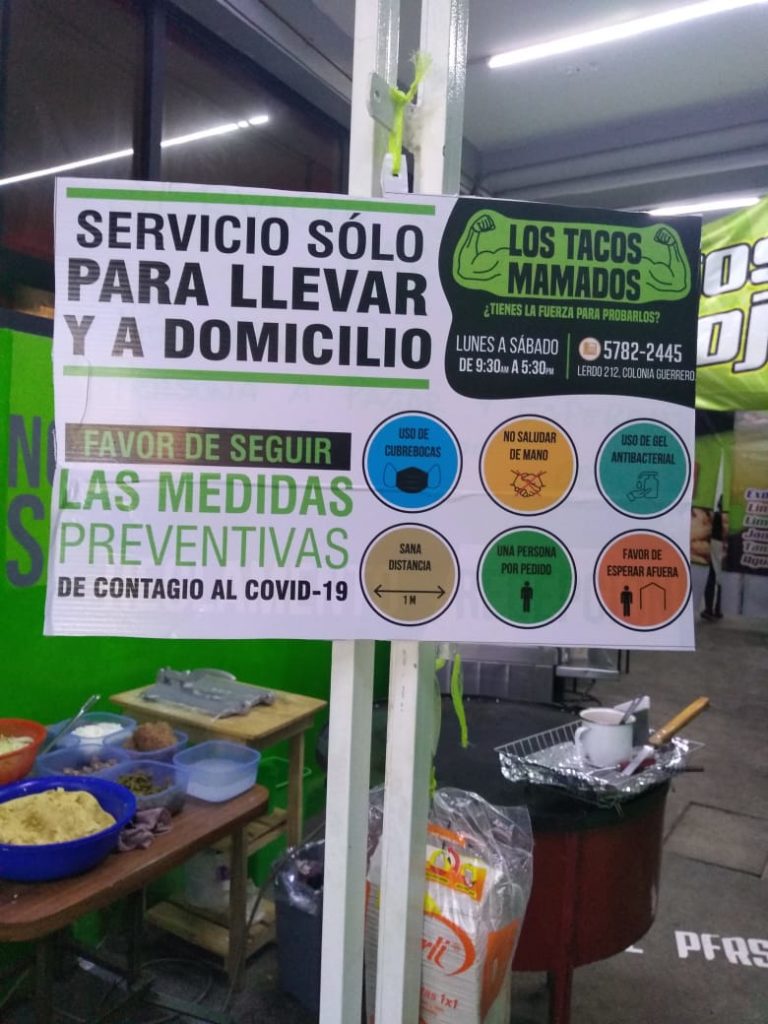 SERVICIO SÓLO
PARA LLEVAR
Y A DOMICILIO
LOS TACOS
MAMADOS
¿TIENES LA FUERZA PARA PROBARLOS?
LUNES A SÁBADO
DE 9:30AM A 5:30PM
5782-2445
LERDO 212, COLONIA GUERRERO
FAVOR DE SEGUIR
LAS MEDIDAS
PREVENTIVAS
DE CONTAGIO AL COVID-19
USO DE
CUBREBOCAS
NO SALUDAR
DE MANO
USO DE GEL
ANTIBACTERIAL
SANA
DISTANCIA
1 M
UNA PERSONA
POR PEDIDO
FAVOR DE
ESPERAR AFUERA
1x1